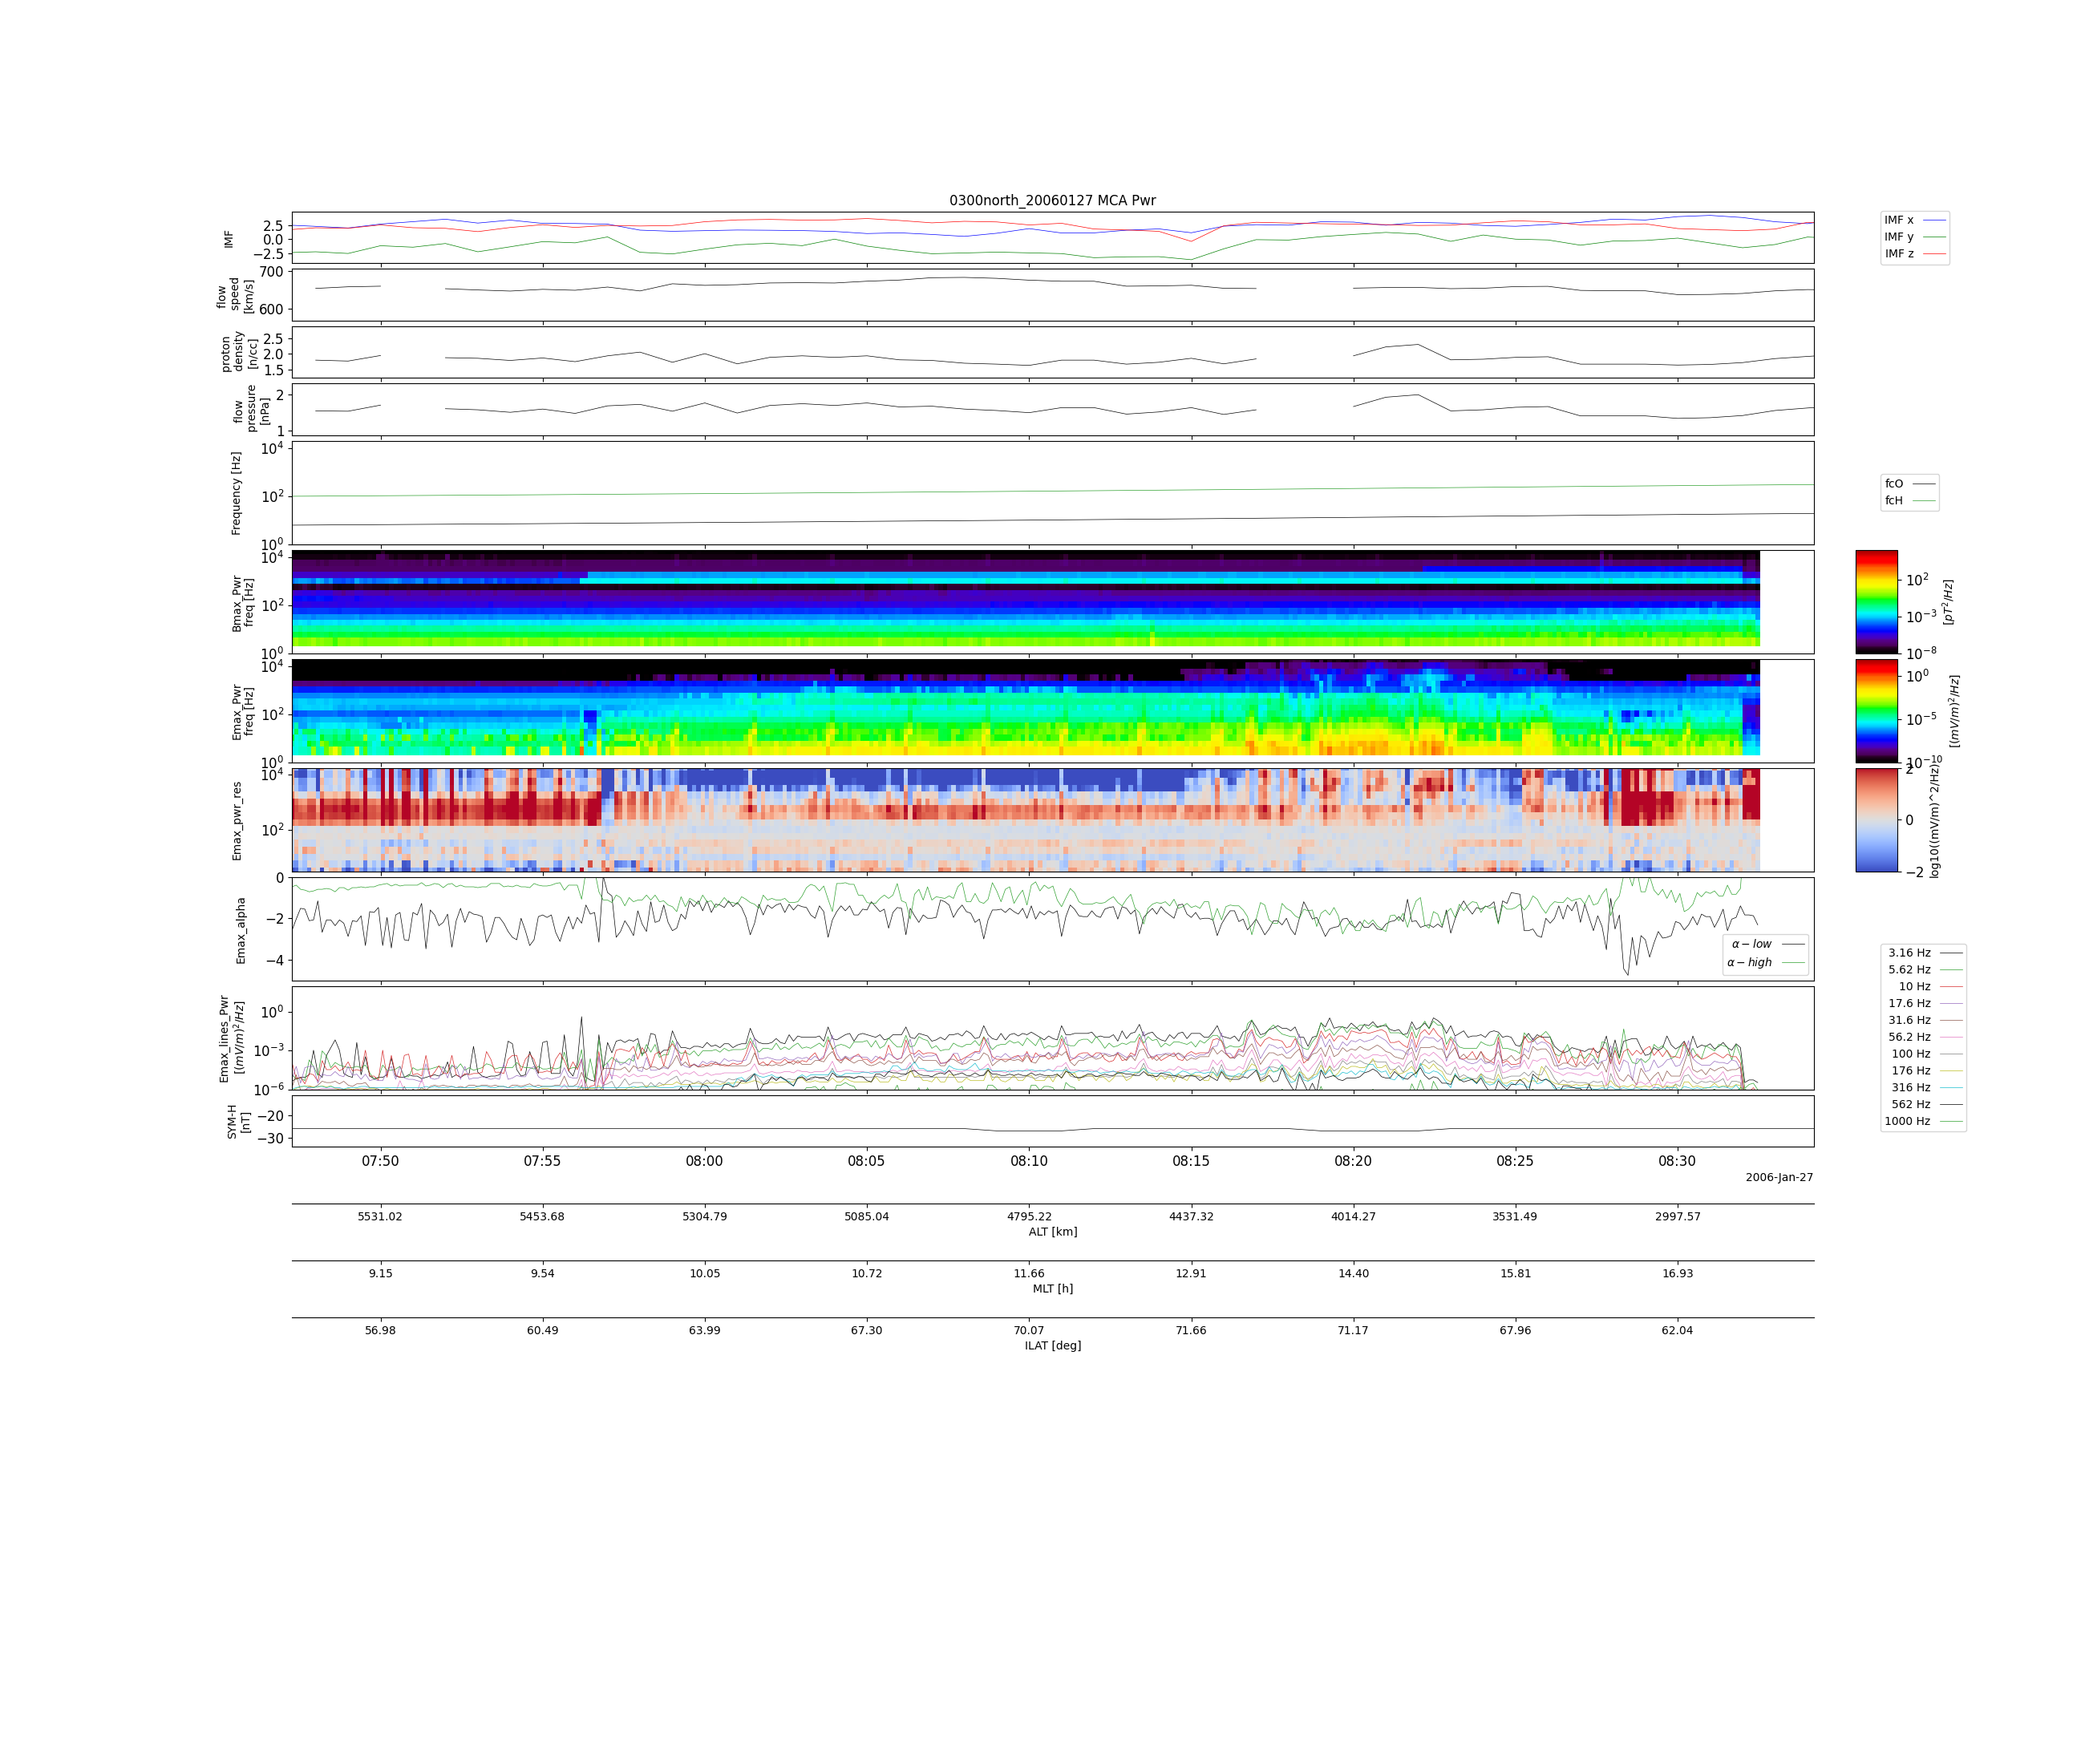 0300north_20060127 MCA Pwr
IMF
2.5
0.0
−2.5
IMF x
IMF y
IMF z
flow
speed
[km/s]
700
600
proton
density
[n/cc]
2.5
2.0
1.5
flow
pressure
[nPa]
2
1
Frequency [Hz]
10^4
10^2
10^0
fcO
fcH
Bmax_Pwr
freq [Hz]
10^4
10^2
10^0
10^2
10^−3
10^−8
[pT^2/Hz]
Emax_Pwr
freq [Hz]
10^4
10^2
10^0
10^0
10^−5
10^−10
[(mV/m)^2/Hz]
Emax_pwr_res
10^4
10^2
2
0
−2
log10((mV/m)^2/Hz)
Emax_alpha
0
−2
−4
α − low
α − high
Emax_lines_Pwr
[(mV/m)^2/Hz]
10^0
10^−3
10^−6
3.16 Hz
5.62 Hz
10 Hz
17.6 Hz
31.6 Hz
56.2 Hz
100 Hz
176 Hz
316 Hz
562 Hz
1000 Hz
SYM-H
[nT]
−20
−30
07:50 07:55 08:00 08:05 08:10 08:15 08:20 08:25 08:30
2006-Jan-27
5531.02 5453.68 5304.79 5085.04 4795.22 4437.32 4014.27 3531.49 2997.57
ALT [km]
9.15 9.54 10.05 10.72 11.66 12.91 14.40 15.81 16.93
MLT [h]
56.98 60.49 63.99 67.30 70.07 71.66 71.17 67.96 62.04
ILAT [deg]